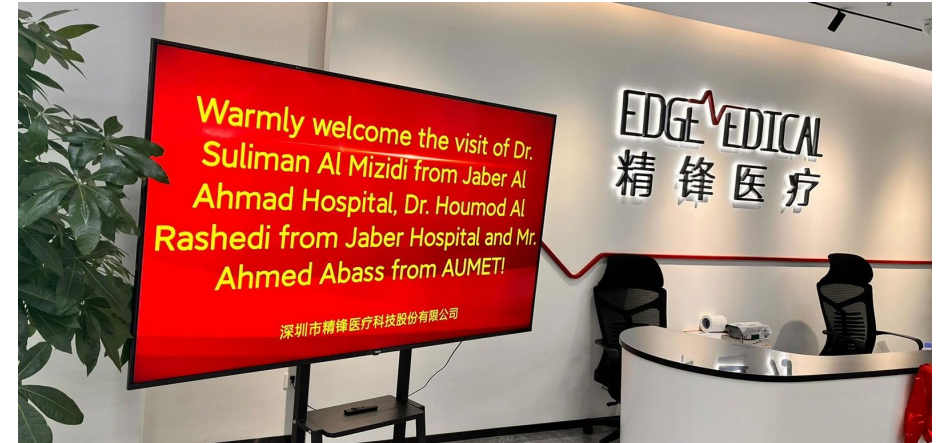 Warmly welcome the visit of Dr.
Suliman Al Mizidi from Jaber Al
Ahmad Hospital, Dr. Houmod Al
Rashedi from Jaber Hospital and Mr.
Ahmed Abass from AUMET!
深圳市精锋医疗科技股份有限公司
EDGE MEDICAL
精锋医疗